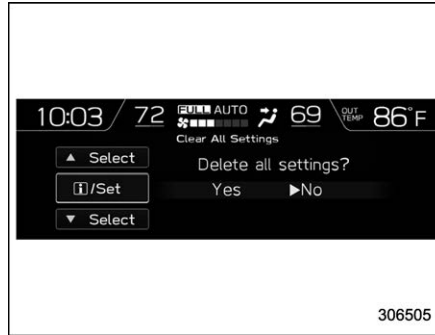 10:03 72 FULL AUTO 69 OUT TEMP 86°F
Clear All Settings
▲ Select
Delete all settings?
i/Set
Yes ▶No
▼ Select
306505